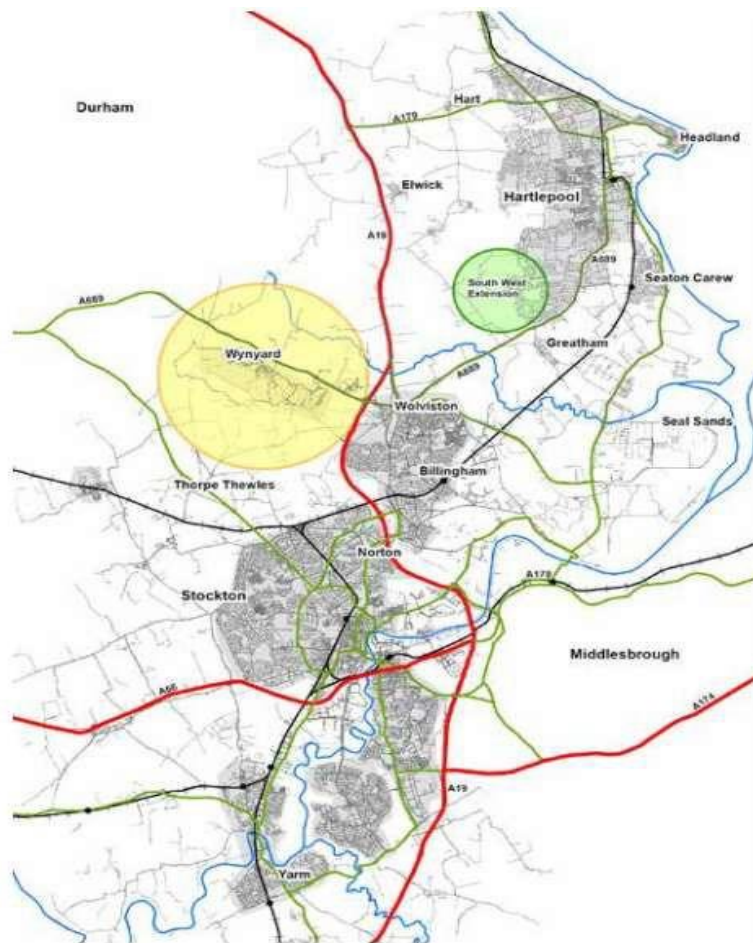 Durham
Hart
A179
Headland
Elwick
Hartlepool
A19
A689
South West
Extension
Seaton Carew
A689
Greatham
Wynyard
A689
Wolviston
Seal Sands
Billingham
Thorpe Thewles
Norton
A178
Stockton
Middlesbrough
A66
A174
A19
Yarm